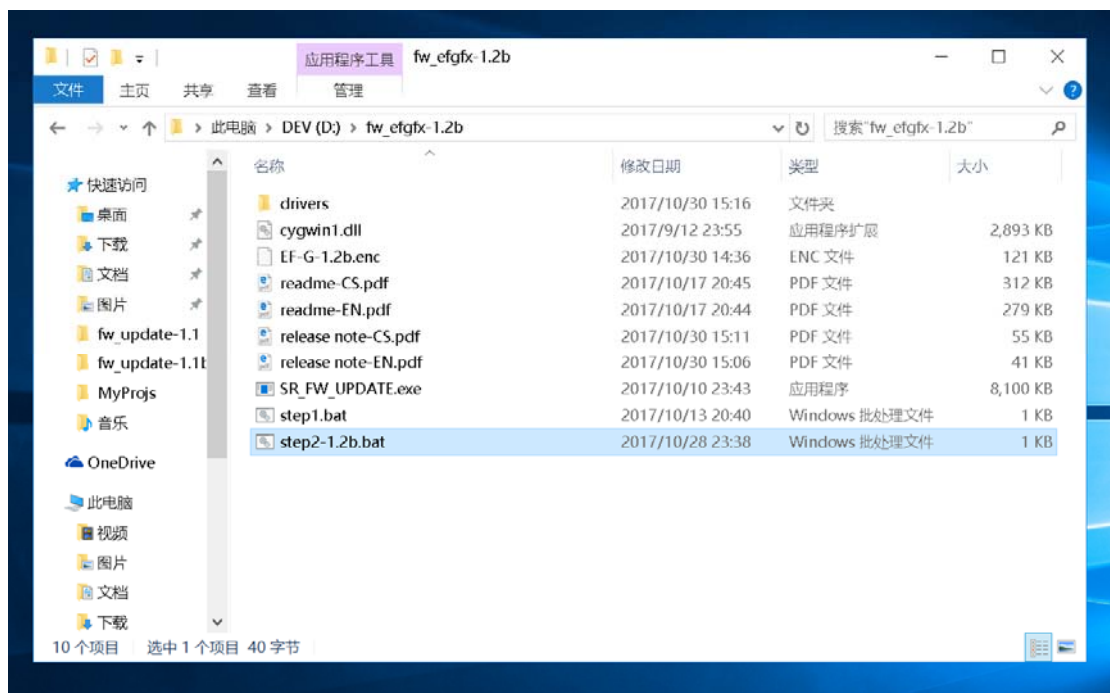 应用程序工具 fw_efgfx-1.2b
文件 主页 共享 查看 管理
此电脑 > DEV (D:) > fw_efgfx-1.2b 搜索"fw_efgfx-1.2b"
名称 修改日期 类型 大小
快速访问
桌面
下载
文档
图片
fw_update-1.1
fw_update-1.1b
MyProjs
音乐
OneDrive
此电脑
视频
图片
文档
下载
drivers 2017/10/30 15:16 文件夹
cygwin1.dll 2017/9/12 23:55 应用程序扩展 2,893 KB
EF-G-1.2b.enc 2017/10/30 14:36 ENC 文件 121 KB
readme-CS.pdf 2017/10/17 20:45 PDF 文件 312 KB
readme-EN.pdf 2017/10/17 20:44 PDF 文件 279 KB
release note-CS.pdf 2017/10/30 15:11 PDF 文件 55 KB
release note-EN.pdf 2017/10/30 15:06 PDF 文件 41 KB
SR_FW_UPDATE.exe 2017/10/10 23:43 应用程序 8,100 KB
step1.bat 2017/10/13 20:40 Windows 批处理文件 1 KB
step2-1.2b.bat 2017/10/28 23:38 Windows 批处理文件 1 KB
10 个项目 选中 1 个项目 40 字节